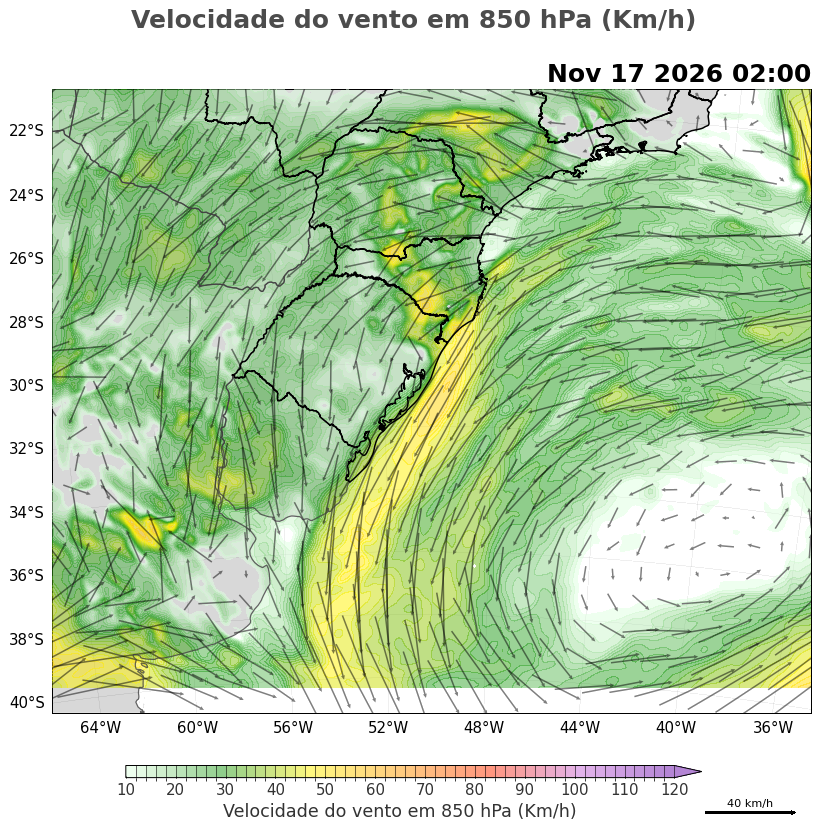 Velocidade do vento em 850 hPa (Km/h)
Nov 17 2026 02:00
22°S
24°S
26°S
28°S
30°S
32°S
34°S
36°S
38°S
40°S
64°W 60°W 56°W 52°W 48°W 44°W 40°W 36°W
10 20 30 40 50 60 70 80 90 100 110 120
Velocidade do vento em 850 hPa (Km/h)
40 km/h